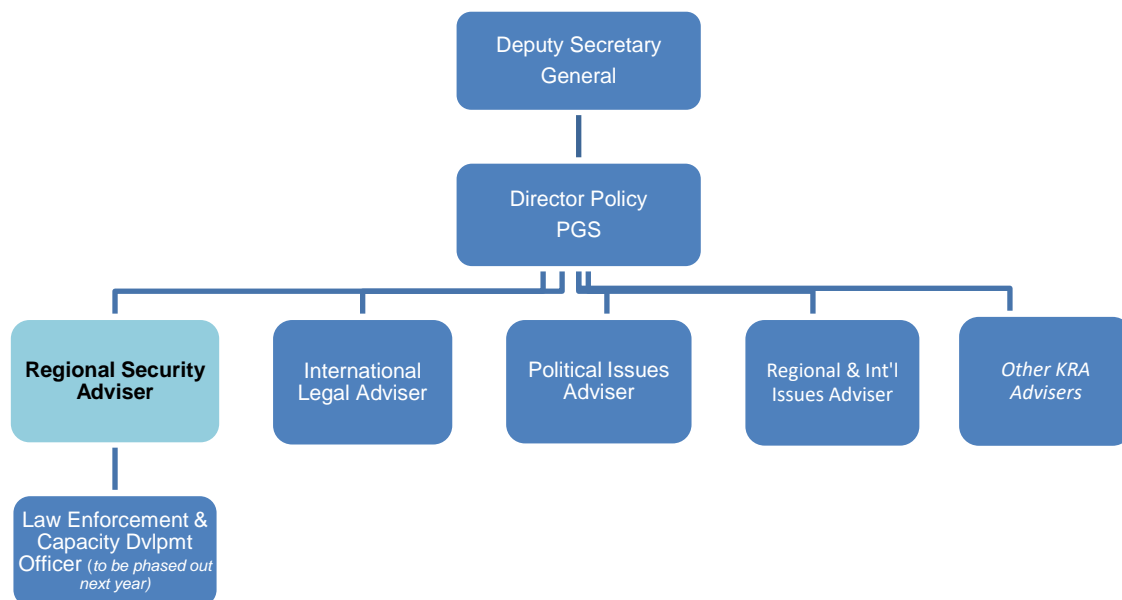 Deputy Secretary
General
Director Policy
PGS
Regional Security
Adviser
International
Legal Adviser
Political Issues
Adviser
Regional & Int'l
Issues Adviser
Other KRA
Advisers
Law Enforcement &
Capacity Dvlpmt
Officer (to be phased out
next year)